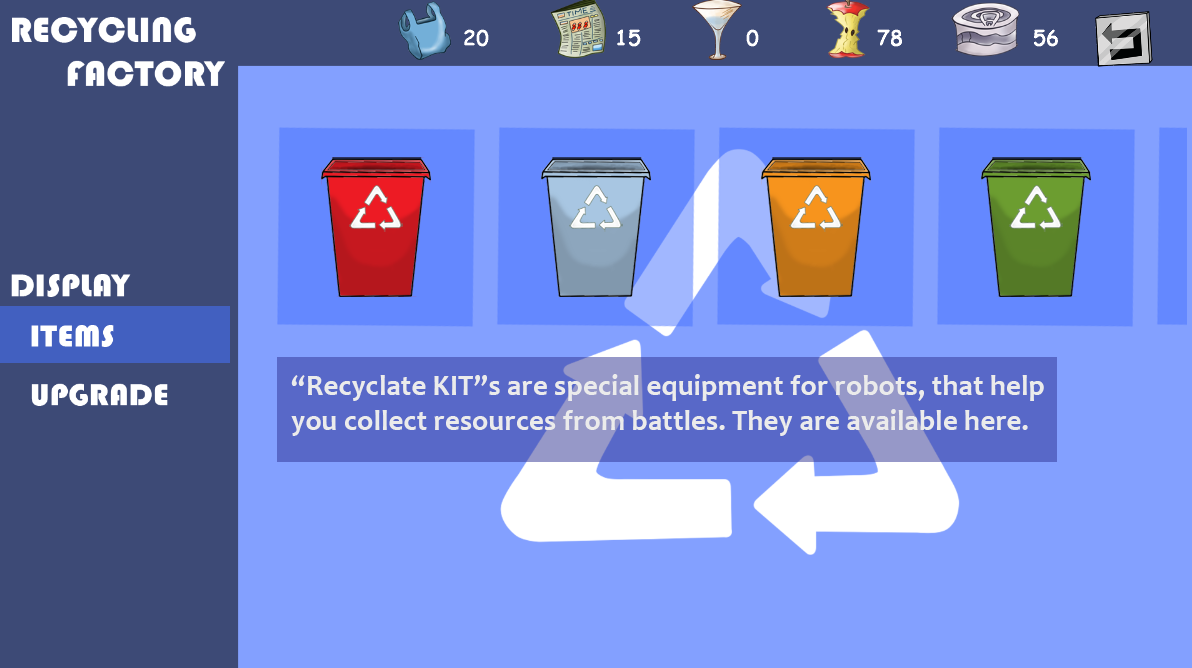 RECYCLING
FACTORY
20
TIME
15
0
78
56
DISPLAY
ITEMS
UPGRADE
“Recyclate KIT”s are special equipment for robots, that help
you collect resources from battles. They are available here.